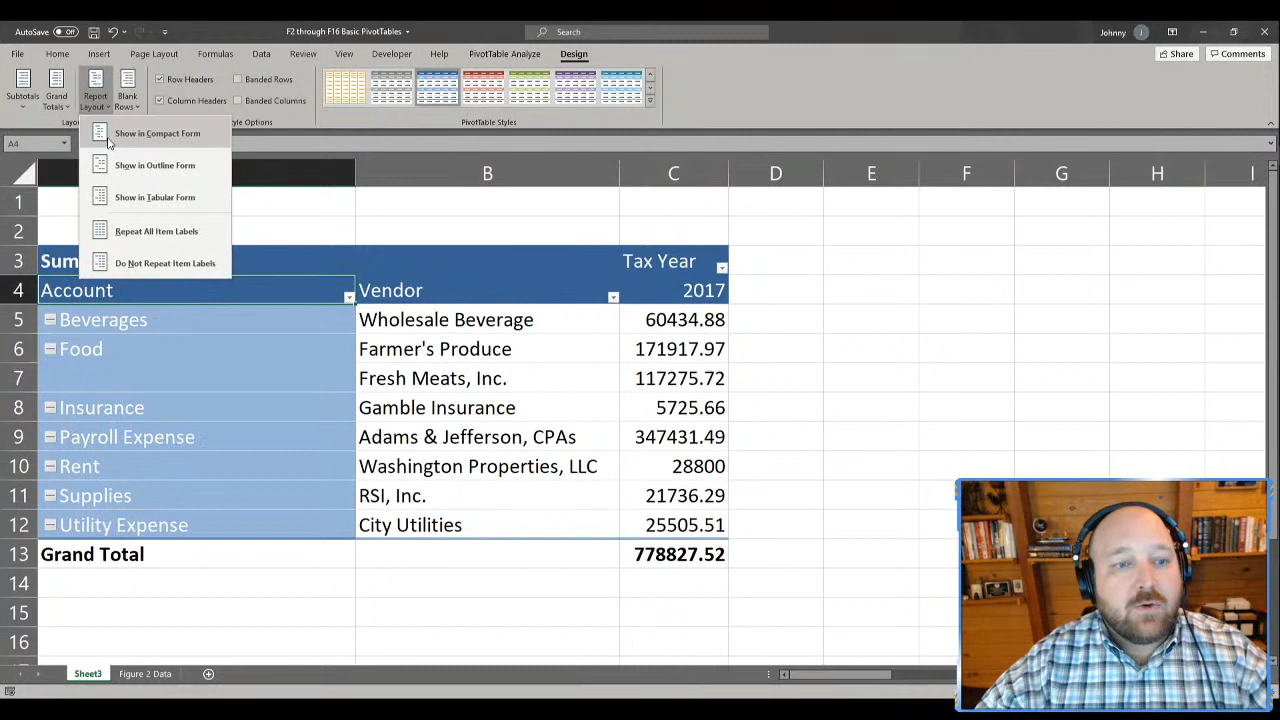 AutoSave Off F2 through F16 Basic PivotTables Search Johnny J
File Home Insert Page Layout Formulas Data Review View Developer Help PivotTable Analyze Design Share Comments
Subtotals Grand Totals Report Layout Blank Rows Row Headers Banded Rows
Column Headers Banded Columns
Layo yle Options PivotTable Styles
Show in Compact Form
Show in Outline Form
Show in Tabular Form
Repeat All Item Labels
Do Not Repeat Item Labels
A4
B C D E F G H I
1
2
3 Sum Tax Year
4 Account Vendor 2017
5 Beverages Wholesale Beverage 60434.88
6 Food Farmer's Produce 171917.97
7 Fresh Meats, Inc. 117275.72
8 Insurance Gamble Insurance 5725.66
9 Payroll Expense Adams & Jefferson, CPAs 347431.49
10 Rent Washington Properties, LLC 28800
11 Supplies RSI, Inc. 21736.29
12 Utility Expense City Utilities 25505.51
13 Grand Total 778827.52
14
15
16
Sheet3 Figure 2 Data